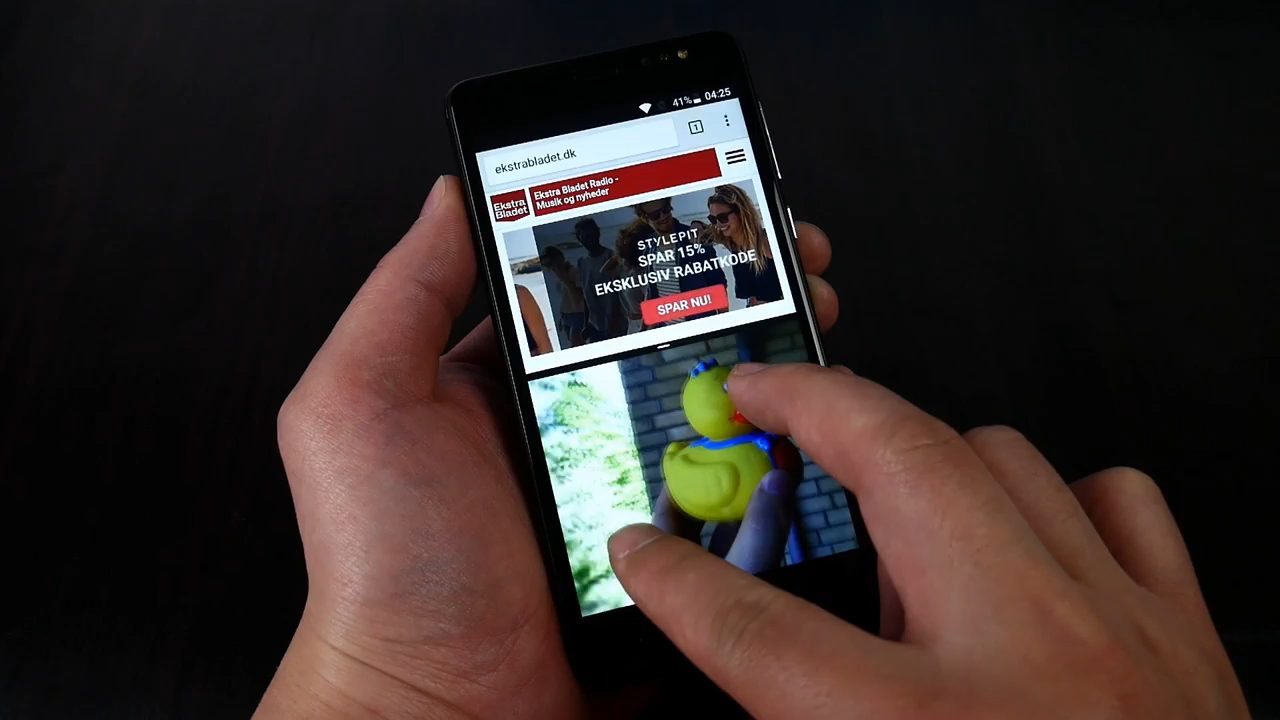 41% 04:25
1
ekstrabladet.dk
Ekstra
Bladet
Ekstra Bladet Radio -
Musik og nyheder
STYLEPIT
SPAR 15%
EKSKLUSIV RABATKODE
SPAR NU!